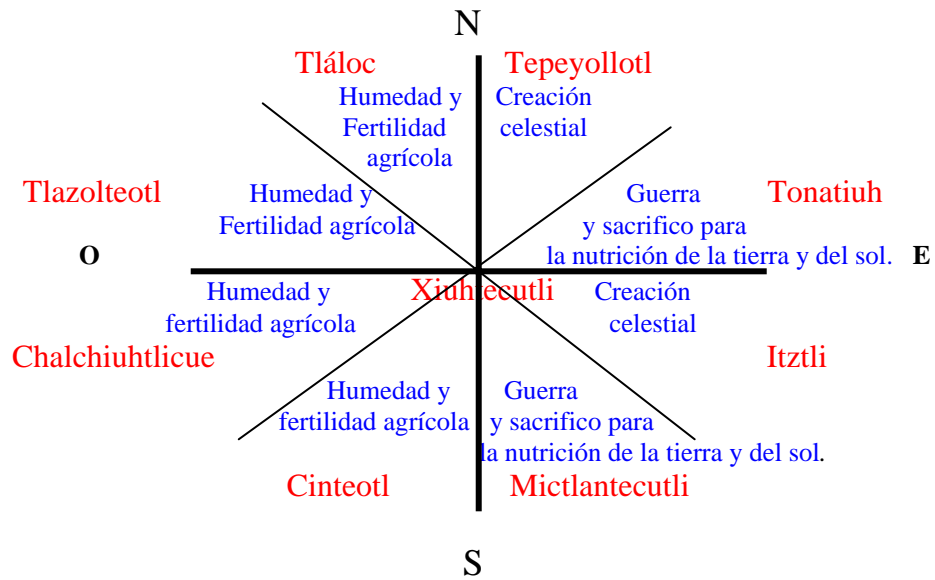 N
Tláloc
Tepeyollotl
Humedad y
Fertilidad
agrícola
Creación
celestial
Tlazolteotl
Humedad y
Fertilidad agrícola
Guerra
y sacrifico para
la nutrición de la tierra y del sol.
Tonatiuh
O
E
Xiuhtecutli
Humedad y
fertilidad agrícola
Creación
celestial
Chalchiuhtlicue
Itztli
Humedad y
fertilidad agrícola
Guerra
y sacrifico para
la nutrición de la tierra y del sol.
Cinteotl
Mictlantecutli
S